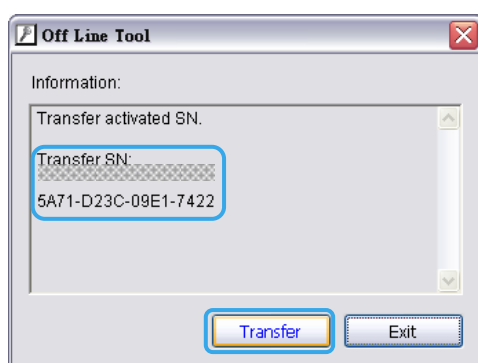 Off Line Tool
Information:
Transfer activated SN.
Transfer SN:
5A71-D23C-09E1-7422
Transfer
Exit